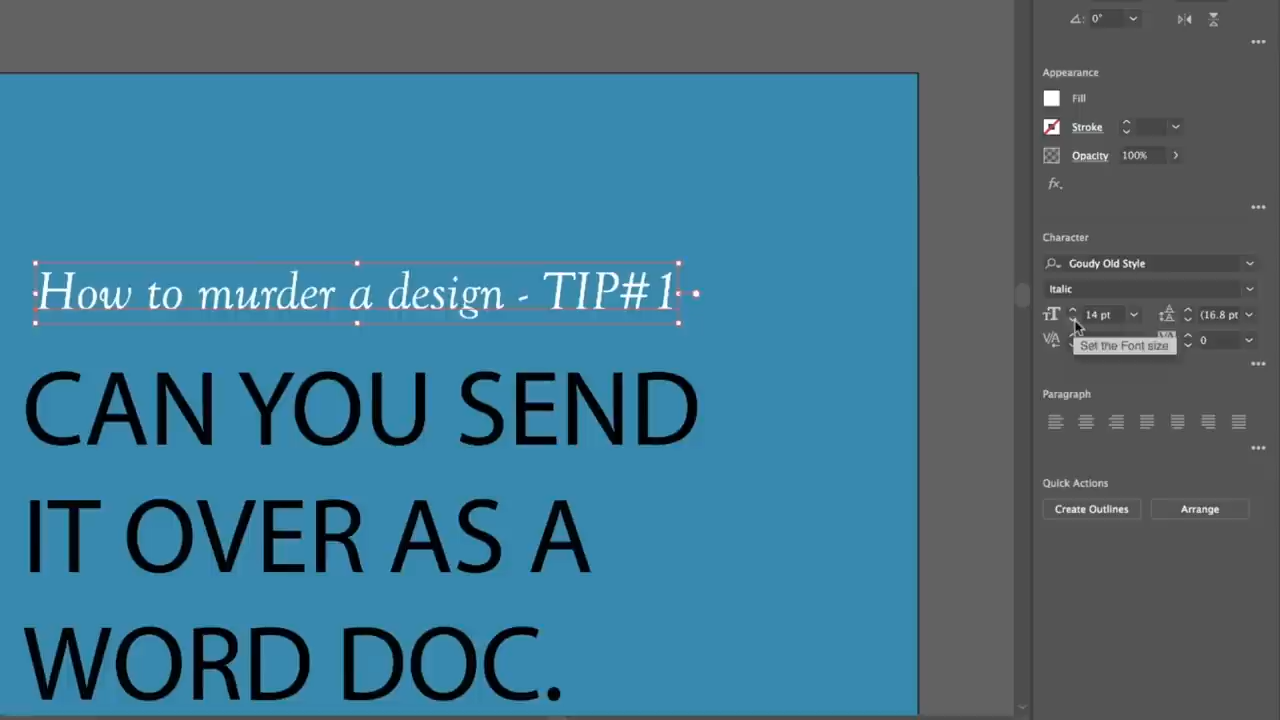 0°
Appearance
Fill
Stroke
Opacity 100%
fx.
Character
Goudy Old Style
Italic
14 pt (16.8 pt
Set the Font size
0
How to murder a design - TIP#1
CAN YOU SEND
IT OVER AS A
WORD DOC.
Paragraph
Quick Actions
Create Outlines Arrange